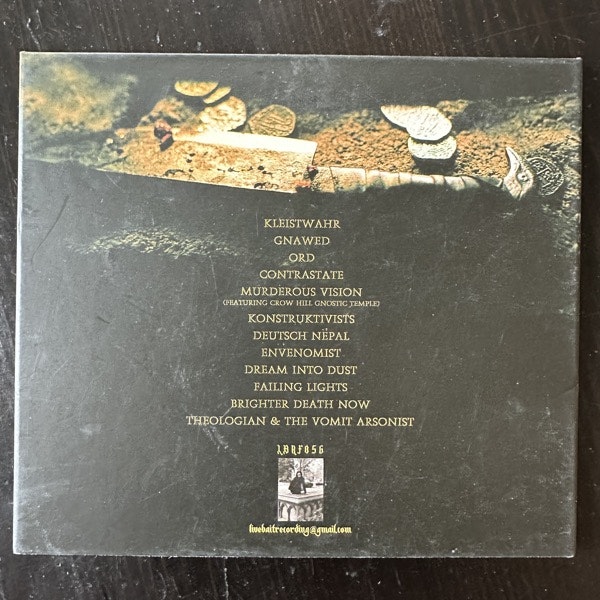 KLEISTWAHR
GNAWED
ORD
CONTRASTATE
MURDEROUS VISION
(FEATURING CROW HILL GNOSTIC TEMPLE)
KONSTRUKTIVISTS
DEUTSCH NËPAL
ENVENOMIST
DREAM INTO DUST
FAILING LIGHTS
BRIGHTER DEATH NOW
THEOLOGIAN & THE VOMIT ARSONIST
LBRF056
livebaitrecording@gmail.com